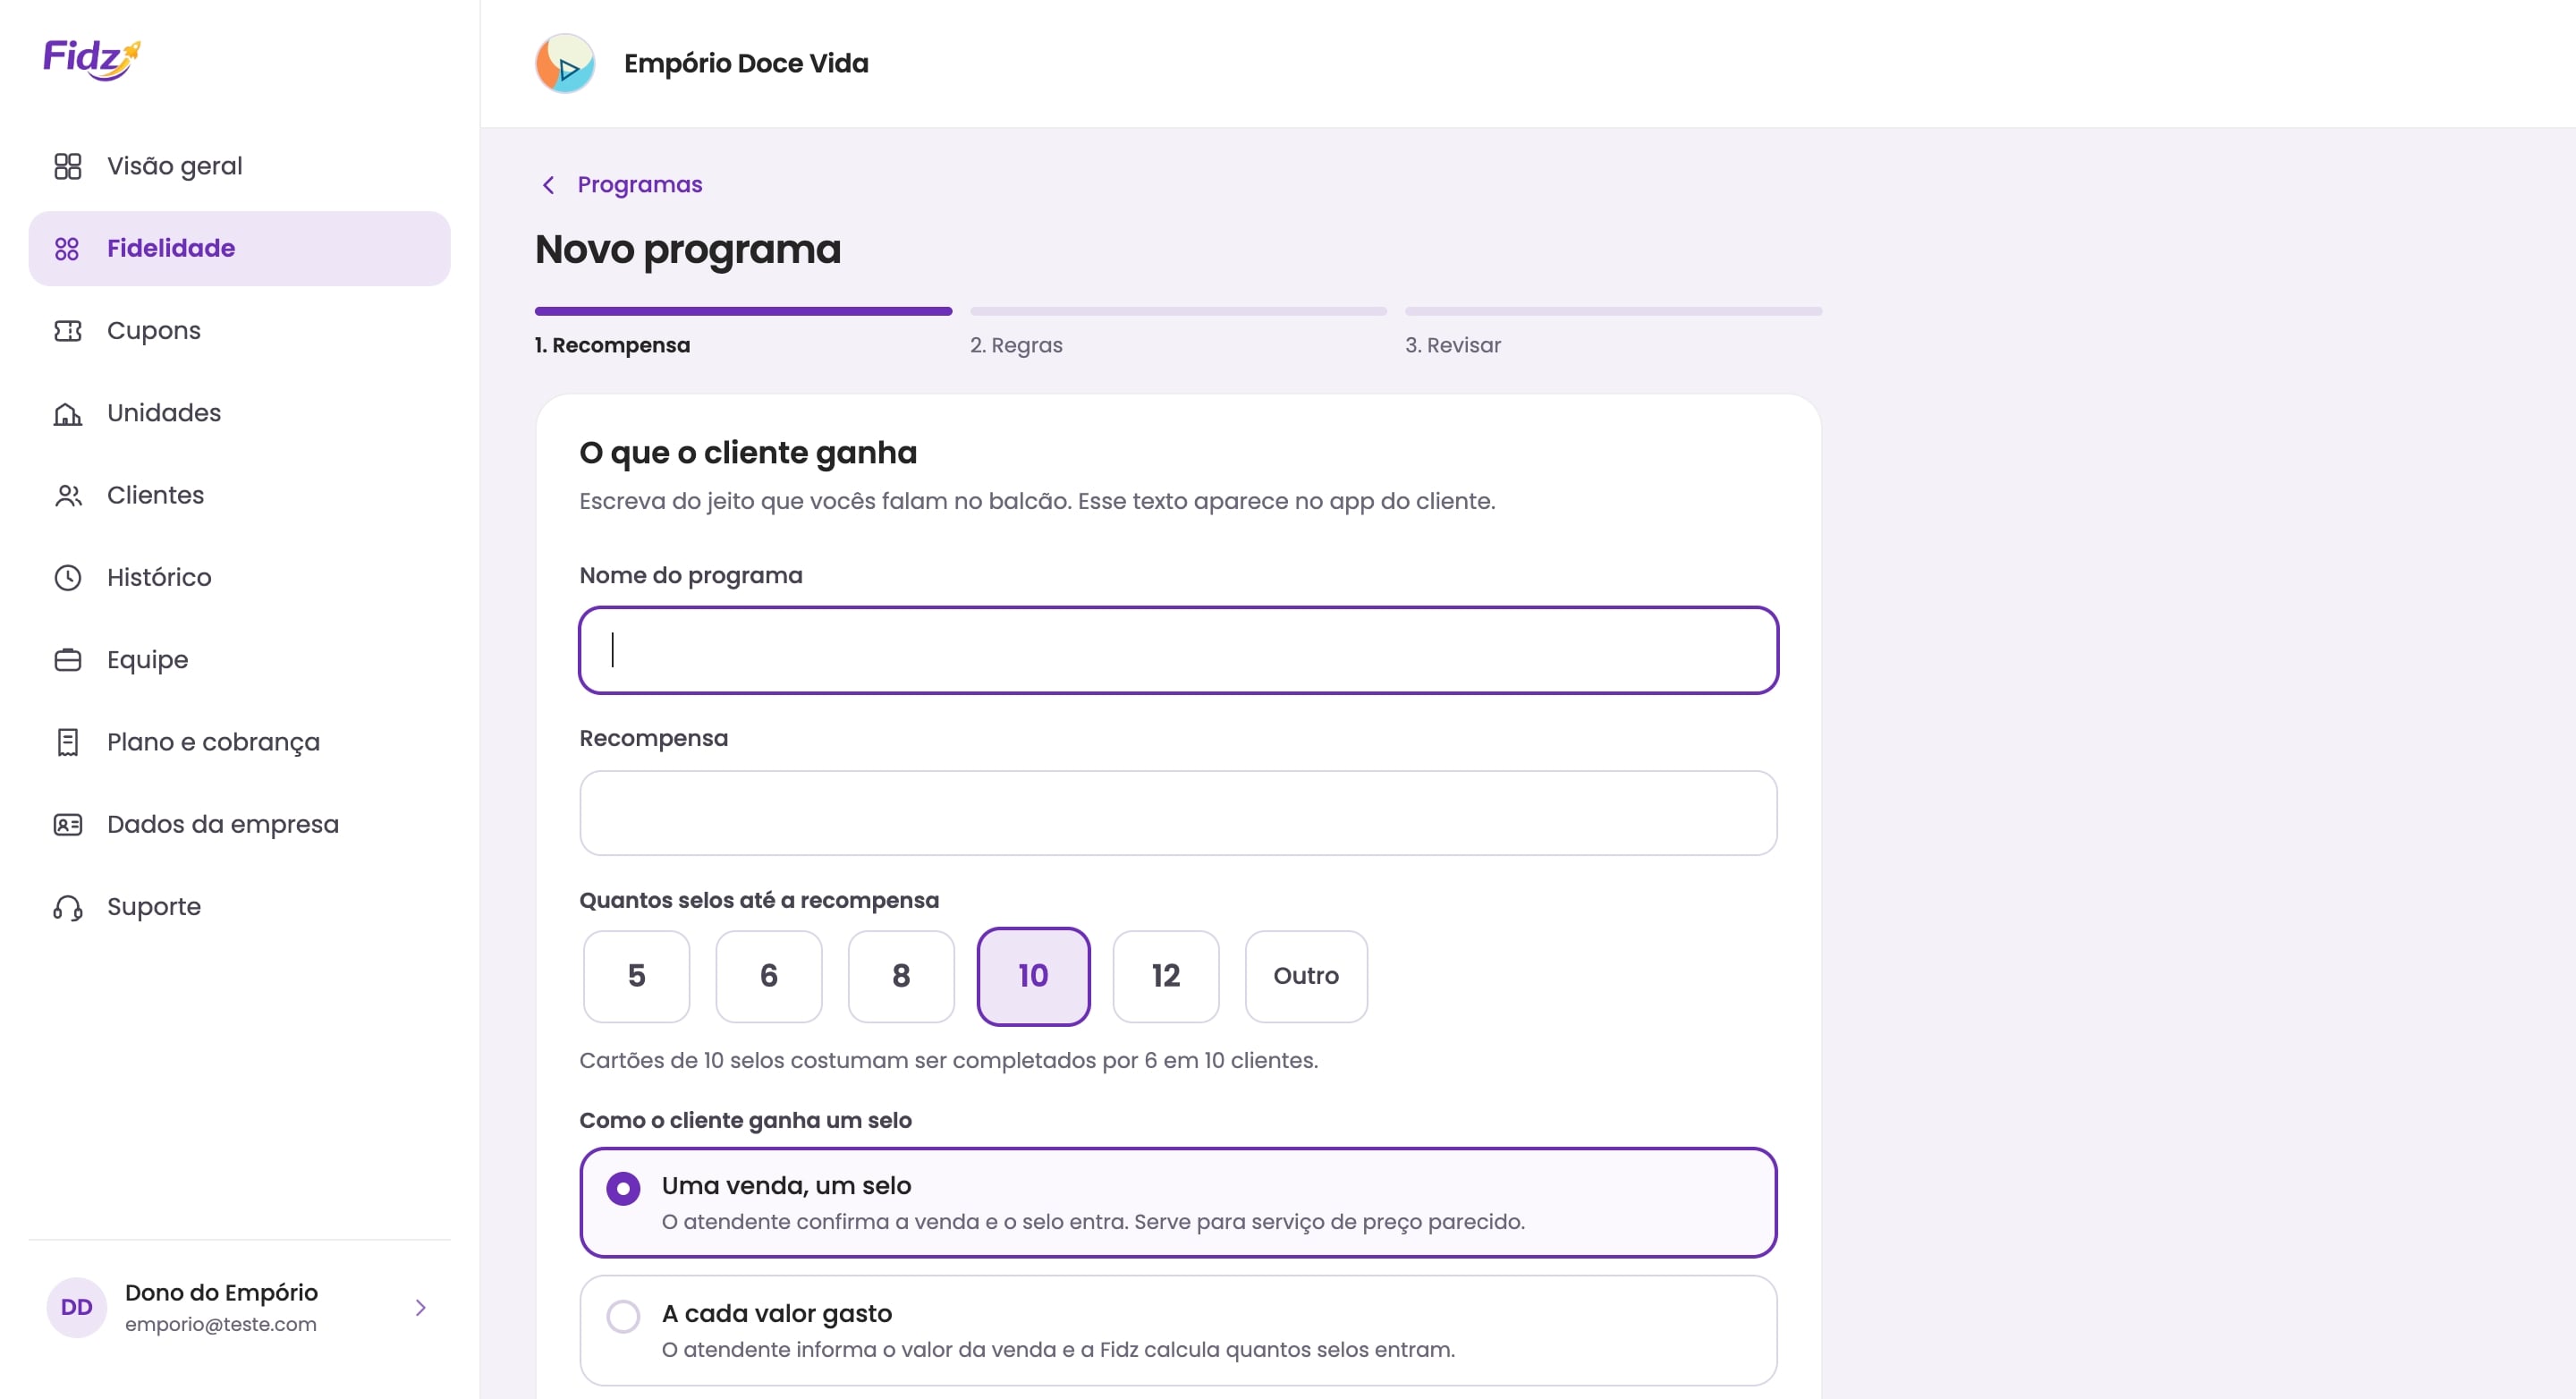 Fidz
Visão geral
Fidelidade
Cupons
Unidades
Clientes
Histórico
Equipe
Plano e cobrança
Dados da empresa
Suporte
DD
Dono do Empório
emporio@teste.com
Empório Doce Vida
Programas
Novo programa
1. Recompensa
2. Regras
3. Revisar
O que o cliente ganha
Escreva do jeito que vocês falam no balcão. Esse texto aparece no app do cliente.
Nome do programa
Recompensa
Quantos selos até a recompensa
5 6 8 10 12 Outro
Cartões de 10 selos costumam ser completados por 6 em 10 clientes.
Como o cliente ganha um selo
Uma venda, um selo
O atendente confirma a venda e o selo entra. Serve para serviço de preço parecido.
A cada valor gasto
O atendente informa o valor da venda e a Fidz calcula quantos selos entram.